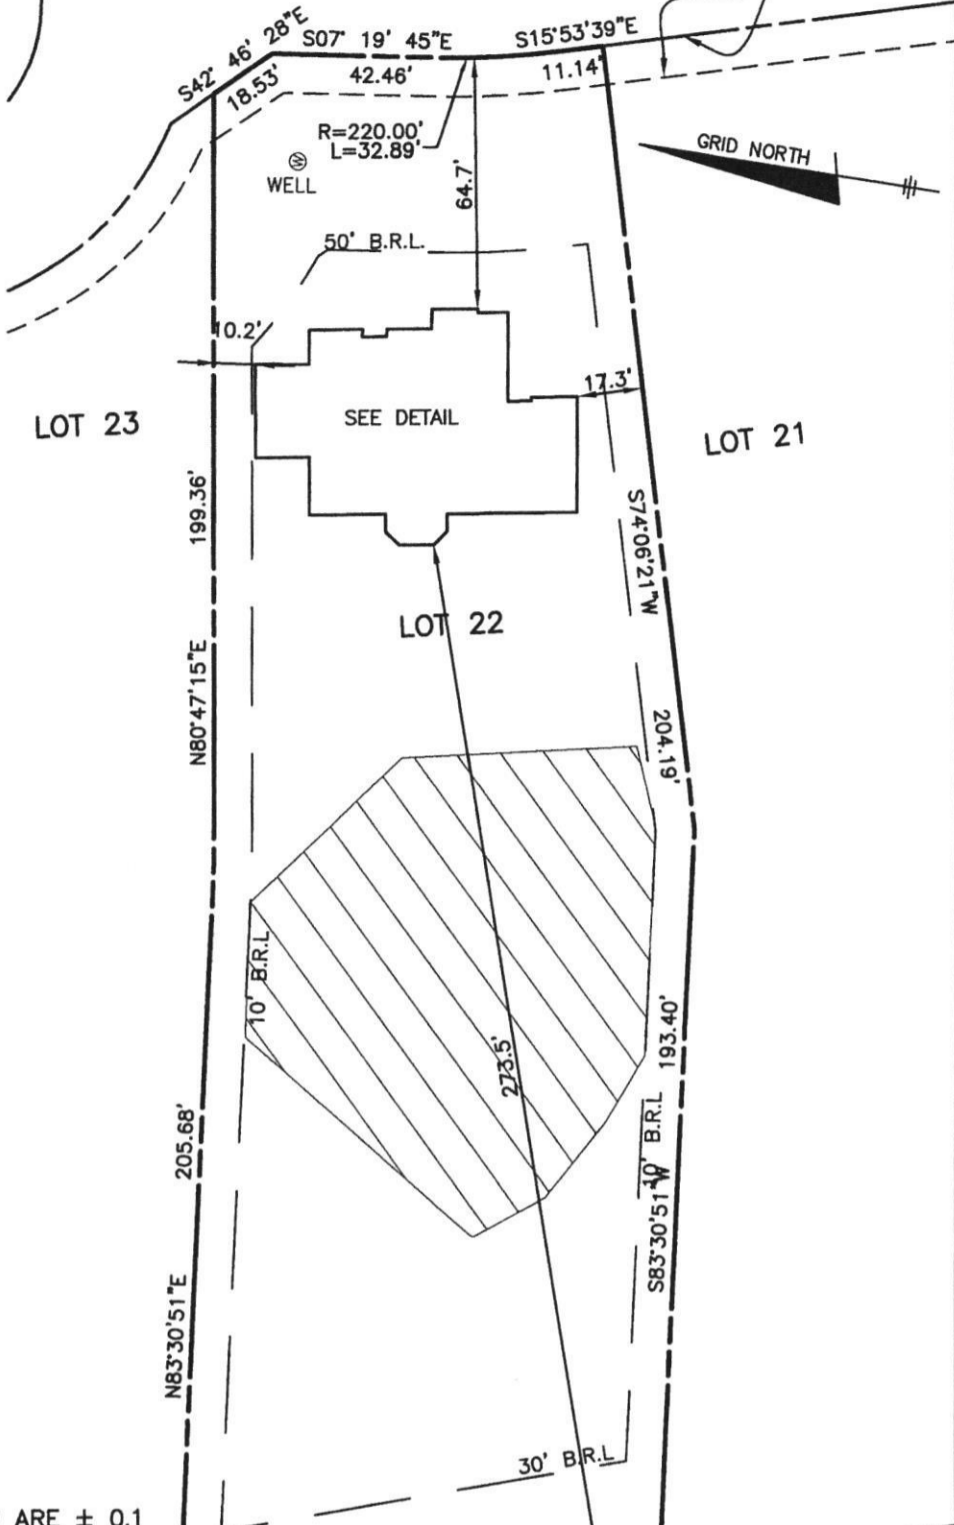 S42° 46' 28"E
18.53'
S07° 19' 45"E
42.46'
S15°53'39"E
11.14'
R=220.00'
L=32.89'
WELL
W
64.7'
GRID NORTH
50' B.R.L.
10.2'
17.3'
LOT 23
SEE DETAIL
LOT 21
199.36'
S74°06'21"W
LOT 22
N80°47'15"E
204.19'
10' B.R.L
193.40'
273.5'
205.68'
10' B.R.L
S83°30'51"W
N83°30'51"E
30' B.R.L
ARE ± 0.1